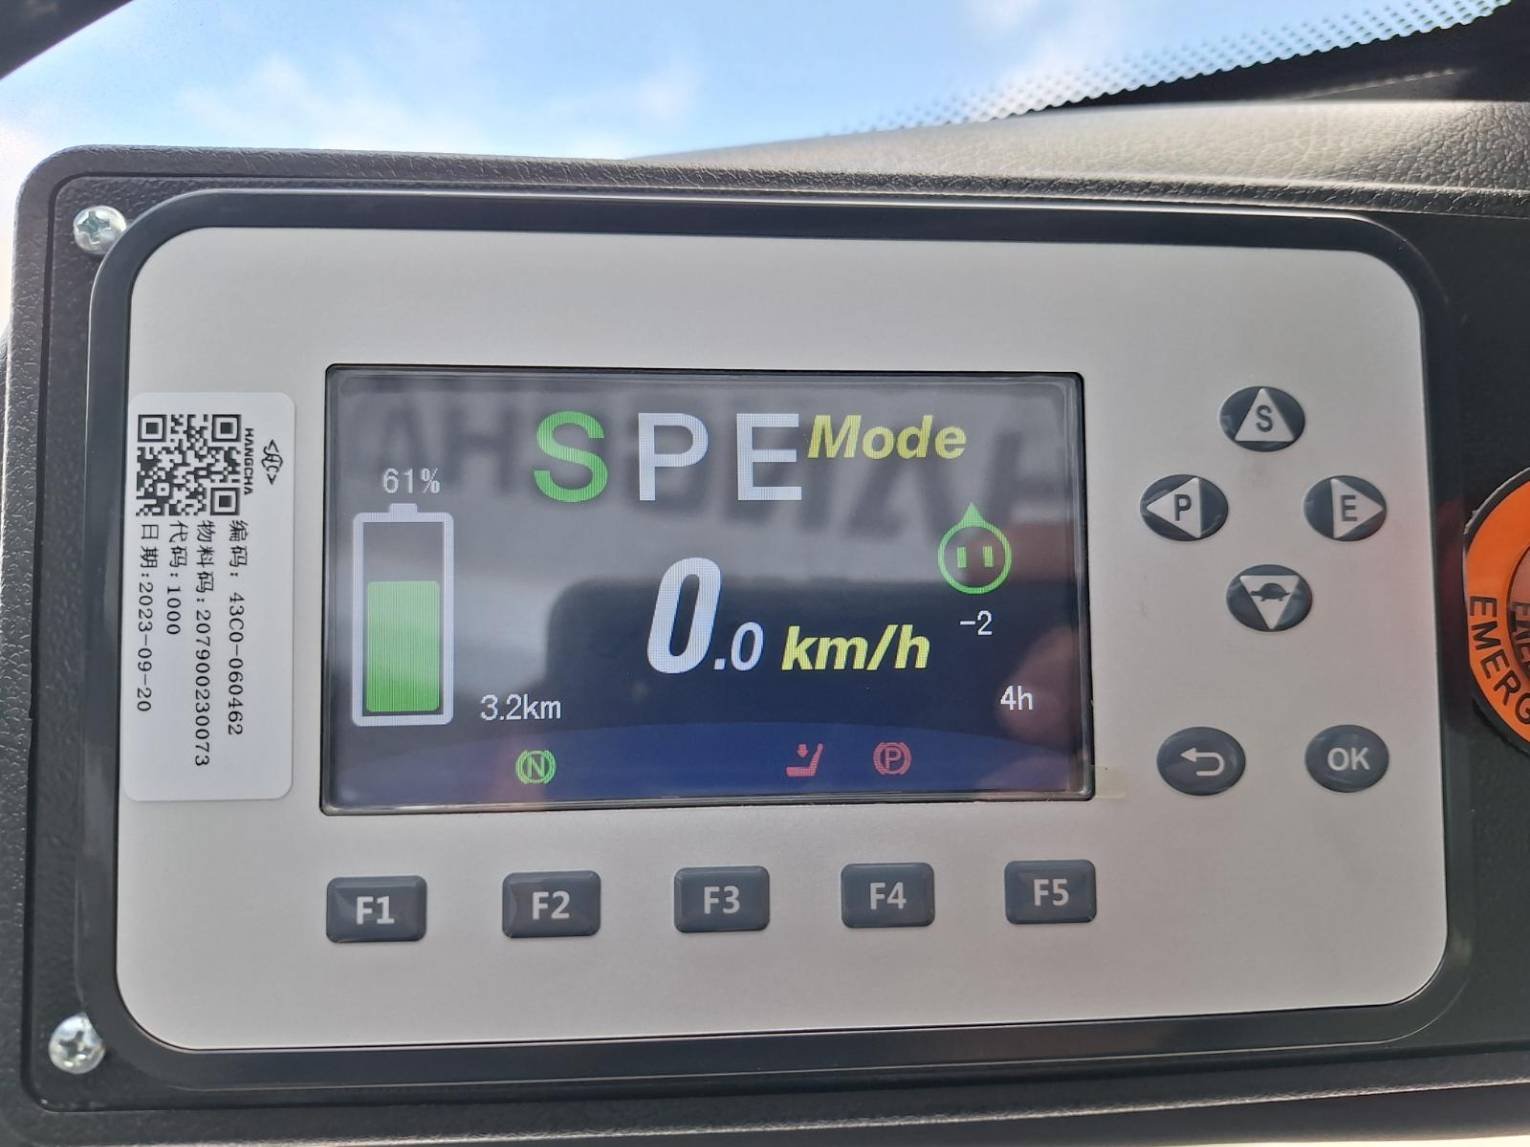 SPE Mode
61%
0.0 km/h
-2
3.2km
4h
N
P
S
P
E
OK
F1
F2
F3
F4
F5
HANGCHA
编码: 43C0-060462
物料码: 207900230073
代码: 1000
日期: 2023-09-20
EMERG